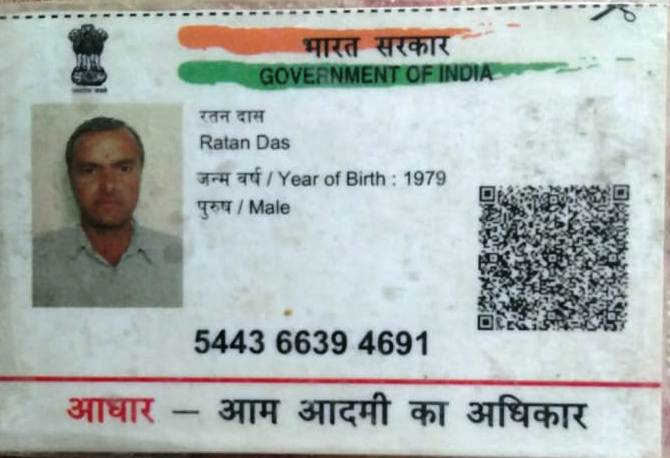 भारत सरकार
GOVERNMENT OF INDIA
रतन दास
Ratan Das
जन्म वर्ष / Year of Birth : 1979
पुरुष / Male
5443 6639 4691
आधार – आम आदमी का अधिकार